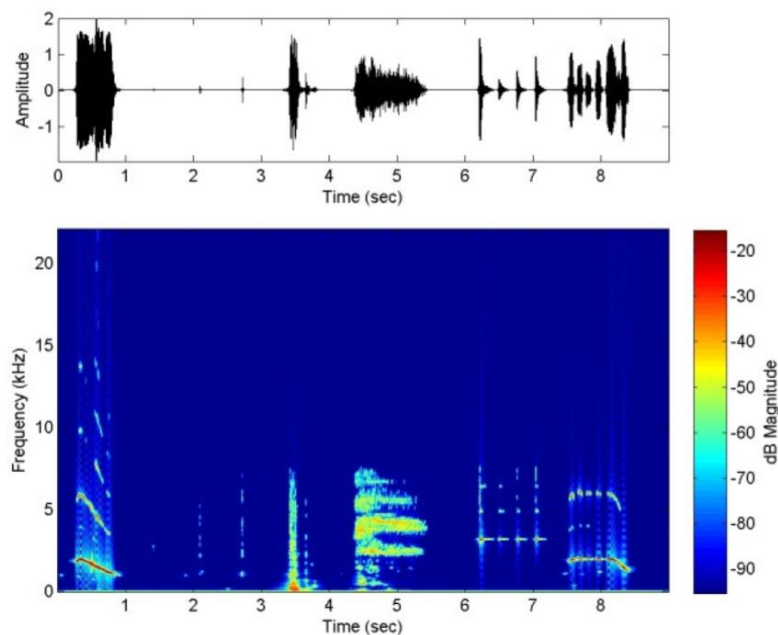 2
1
0
-1
Amplitude
0 1 2 3 4 5 6 7 8
Time (sec)
20
15
10
5
0
Frequency (kHz)
1 2 3 4 5 6 7 8
Time (sec)
-20
-30
-40
-50
-60
-70
-80
-90
dB Magnitude